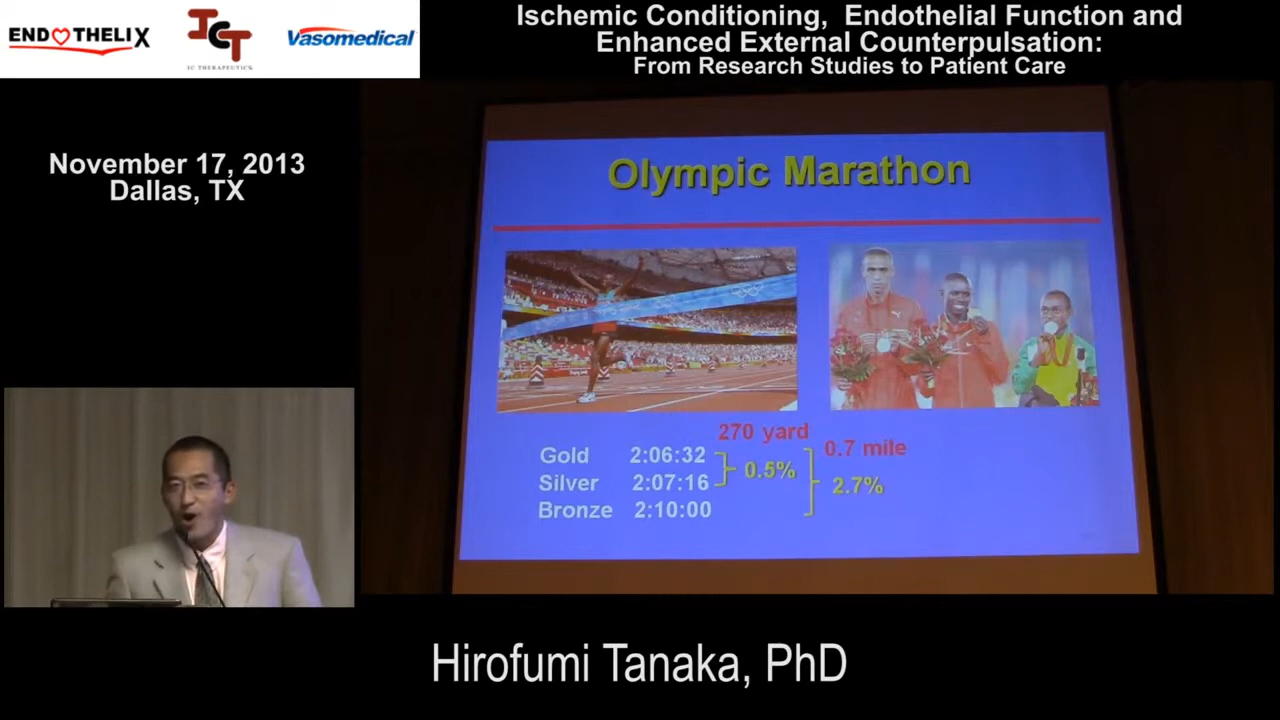 ENDOTHELIX
ICT
IC THERAPEUTICS
Vasomedical
Ischemic Conditioning, Endothelial Function and
Enhanced External Counterpulsation:
From Research Studies to Patient Care
November 17, 2013
Dallas, TX
Olympic Marathon
270 yard
0.7 mile
Gold 2:06:32
0.5%
Silver 2:07:16
2.7%
Bronze 2:10:00
Hirofumi Tanaka, PhD